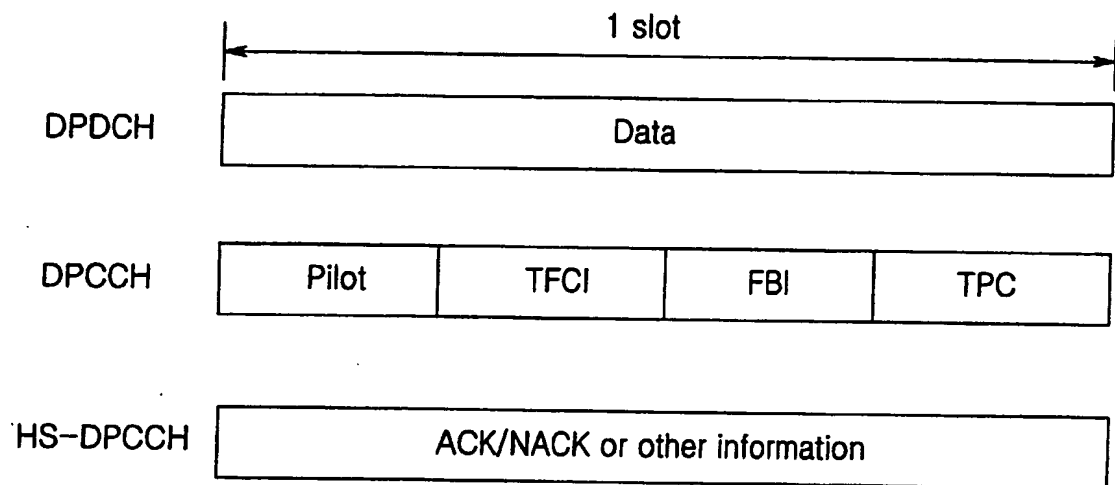 1 slot
DPDCH Data
DPCCH Pilot TFCI FBI TPC
HS-DPCCH ACK/NACK or other information